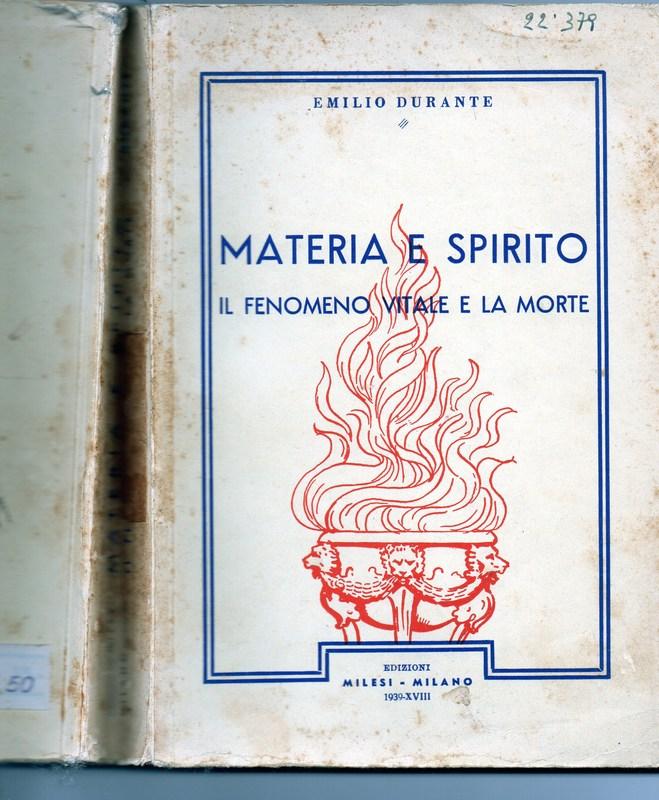 22.379
EMILIO DURANTE
MATERIA E SPIRITO
IL FENOMENO VITALE E LA MORTE
EDIZIONI
MILESI - MILANO
1939-XVIII
50